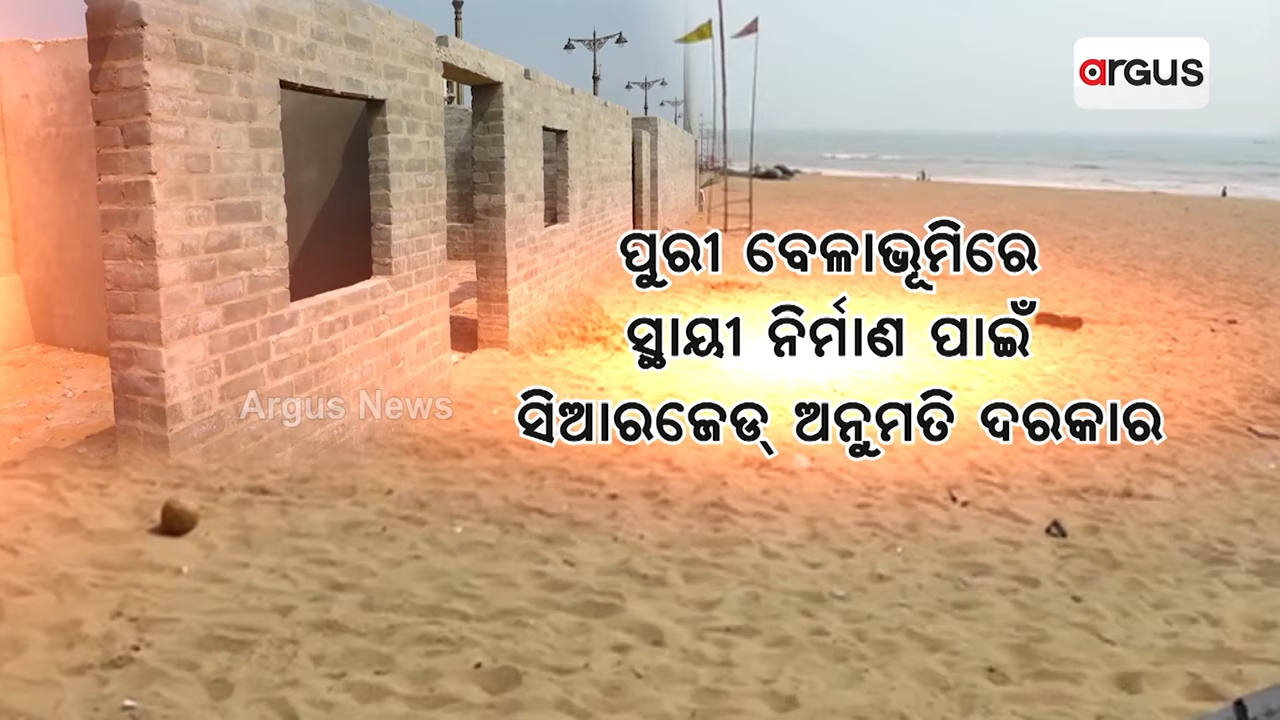 argus
ପୁରୀ ବେଳାଭୂମିରେ
ସ୍ଥାୟୀ ନିର୍ମାଣ ପାଇଁ
ସିଆରଜେଡ୍ ଅନୁମତି ଦରକାର
Argus News